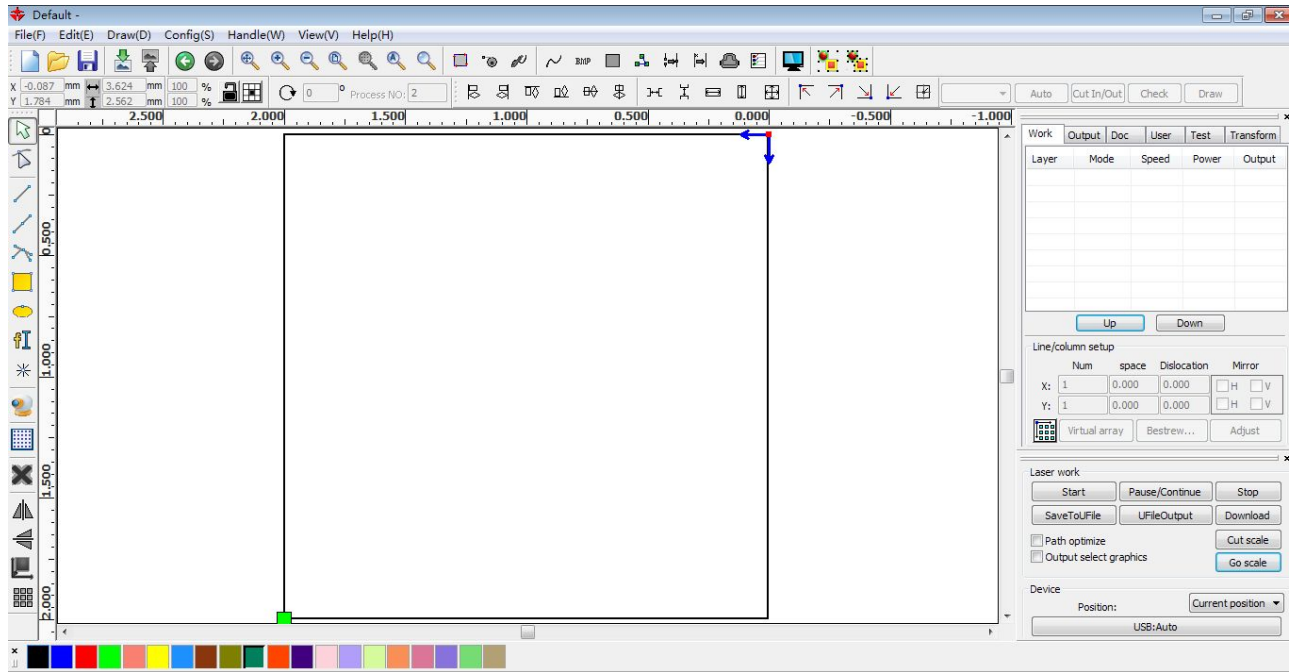 Default -
File(F) Edit(E) Draw(D) Config(S) Handle(W) View(V) Help(H)
BMP
X -0.087 mm 3.624 mm 100 %
Y 1.784 mm 2.562 mm 100 %
0 ° Process NO: 2
Auto Cut In/Out Check Draw
2.500 2.000 1.500 1.000 0.500 0.000 -0.500 -1.000
0
0.500
1.000
1.500
2.000
Work Output Doc User Test Transform
Layer Mode Speed Power Output
Up Down
Line/column setup
Num space Dislocation Mirror
X: 1 0.000 0.000 H V
Y: 1 0.000 0.000 H V
Virtual array Bestrew... Adjust
Laser work
Start Pause/Continue Stop
SaveToUFile UFileOutput Download
Path optimize Cut scale
Output select graphics Go scale
Device
Position: Current position
USB:Auto